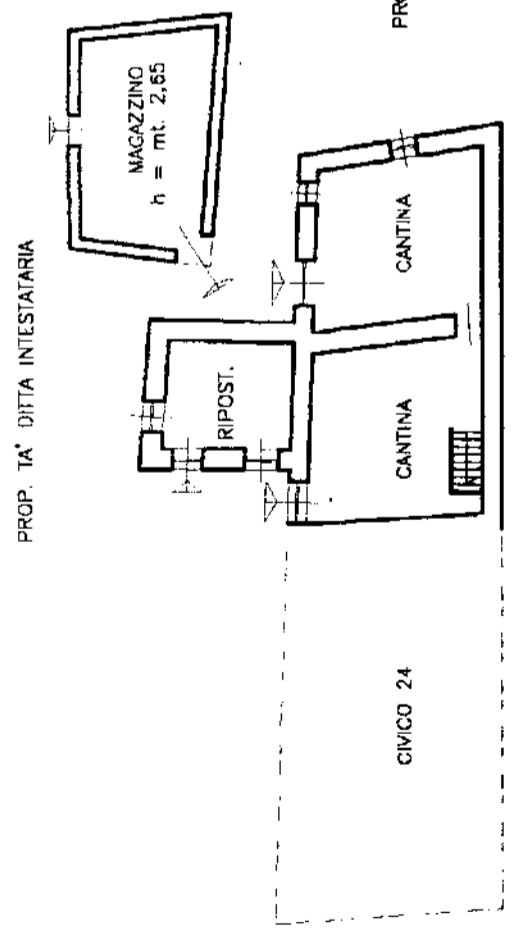 PROP. TA' DITTA INTESTATARIA
MAGAZZINO
h = mt. 2,65
RIPOST.
CANTINA
CANTINA
CIVICO 24